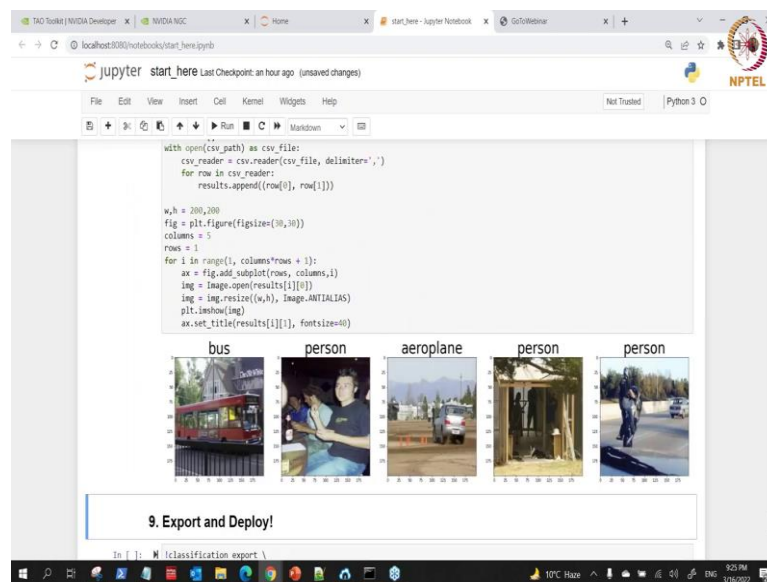 TAO Toolkit | NVIDIA Developer
NVIDIA NGC
Home
start_here - Jupyter Notebook
GoToWebinar
localhost:8080/notebooks/start_here.ipynb
NPTEL
jupyter start_here Last Checkpoint: an hour ago (unsaved changes)
File Edit View Insert Cell Kernel Widgets Help
Not Trusted
Python 3
Run
Markdown
with open(csv_path) as csv_file:
csv_reader = csv.reader(csv_file, delimiter=',')
for row in csv_reader:
results.append((row[0], row[1]))
w,h = 200,200
fig = plt.figure(figsize=(30,30))
columns = 5
rows = 1
for i in range(1, columns*rows + 1):
ax = fig.add_subplot(rows, columns,i)
img = Image.open(results[i][0])
img = img.resize((w,h), Image.ANTIALIAS)
plt.imshow(img)
ax.set_title(results[i][1], fontsize=40)
bus person aeroplane person person
9. Export and Deploy!
In [ ]: !classification export \
10°C Haze
ENG
9:25 PM
3/16/2022